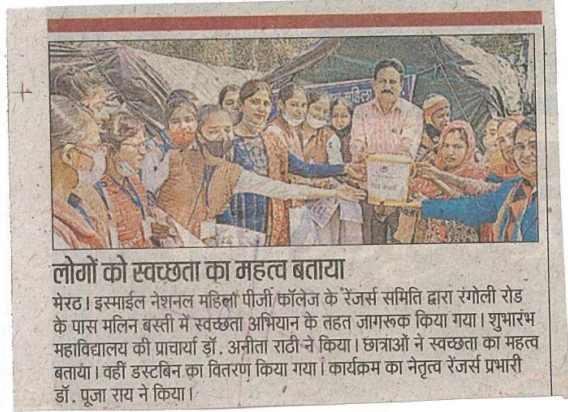 महिला
लोगों को स्वच्छता का महत्व बताया
मेरठ। इस्माईल नेशनल महिला पीजी कॉलेज के रेंजर्स समिति द्वारा रंगोली रोड
के पास मलिन बस्ती में स्वच्छता अभियान के तहत जागरूक किया गया। शुभारंभ
महाविद्यालय की प्राचार्या डॉ. अनीता राठी ने किया। छात्राओं ने स्वच्छता का महत्व
बताया। वहीं डस्टबिन का वितरण किया गया। कार्यक्रम का नेतृत्व रेंजर्स प्रभारी
डॉ. पूजा राय ने किया।